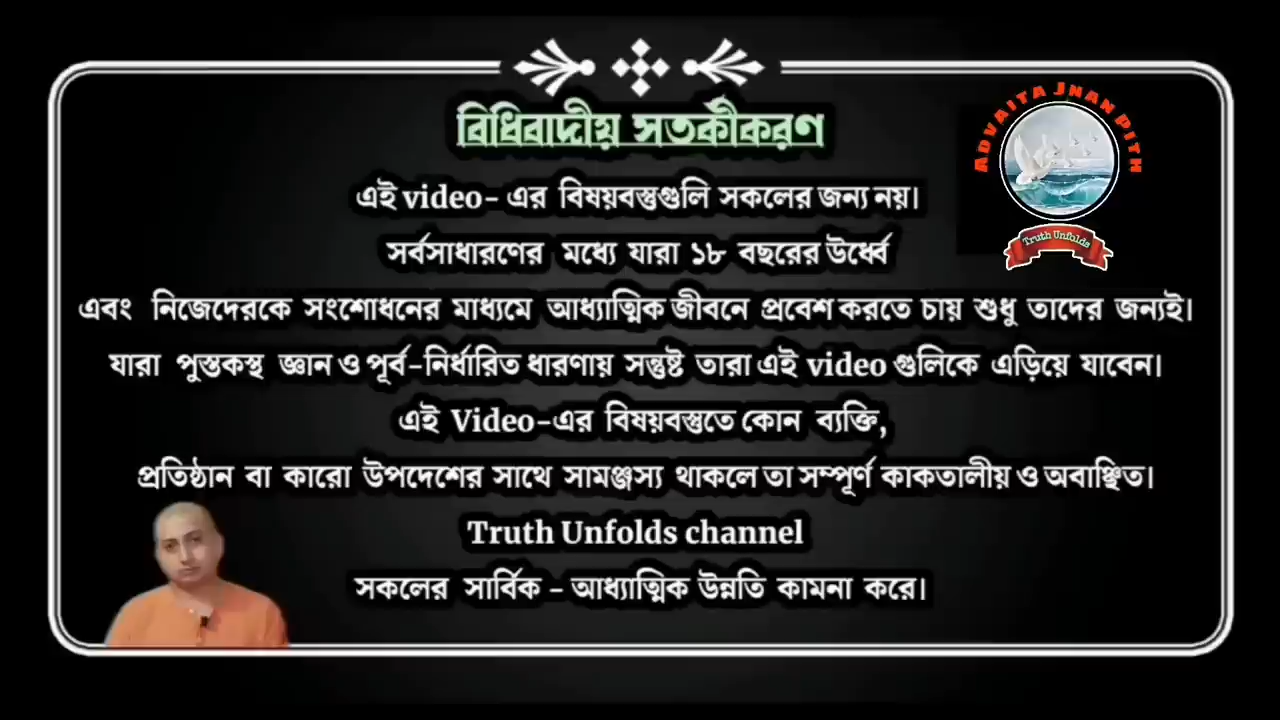 বিধিবাদীয় সতর্কীকরণ
ADVAITA JNAN PITH
Truth Unfolds
এই video- এর বিষয়বস্তুগুলি সকলের জন্য নয়।
সর্বসাধারণের মধ্যে যারা ১৮ বছরের উর্ধ্বে
এবং নিজেদেরকে সংশোধনের মাধ্যমে আধ্যাত্মিক জীবনে প্রবেশ করতে চায় শুধু তাদের জন্যই।
যারা পুস্তকস্থ জ্ঞান ও পূর্ব-নির্ধারিত ধারণায় সন্তুষ্ট তারা এই video গুলিকে এড়িয়ে যাবেন।
এই Video-এর বিষয়বস্তুতে কোন ব্যক্তি,
প্রতিষ্ঠান বা কারো উপদেশের সাথে সামঞ্জস্য থাকলে তা সম্পূর্ণ কাকতালীয় ও অবাঞ্ছিত।
Truth Unfolds channel
সকলের সার্বিক - আধ্যাত্মিক উন্নতি কামনা করে।